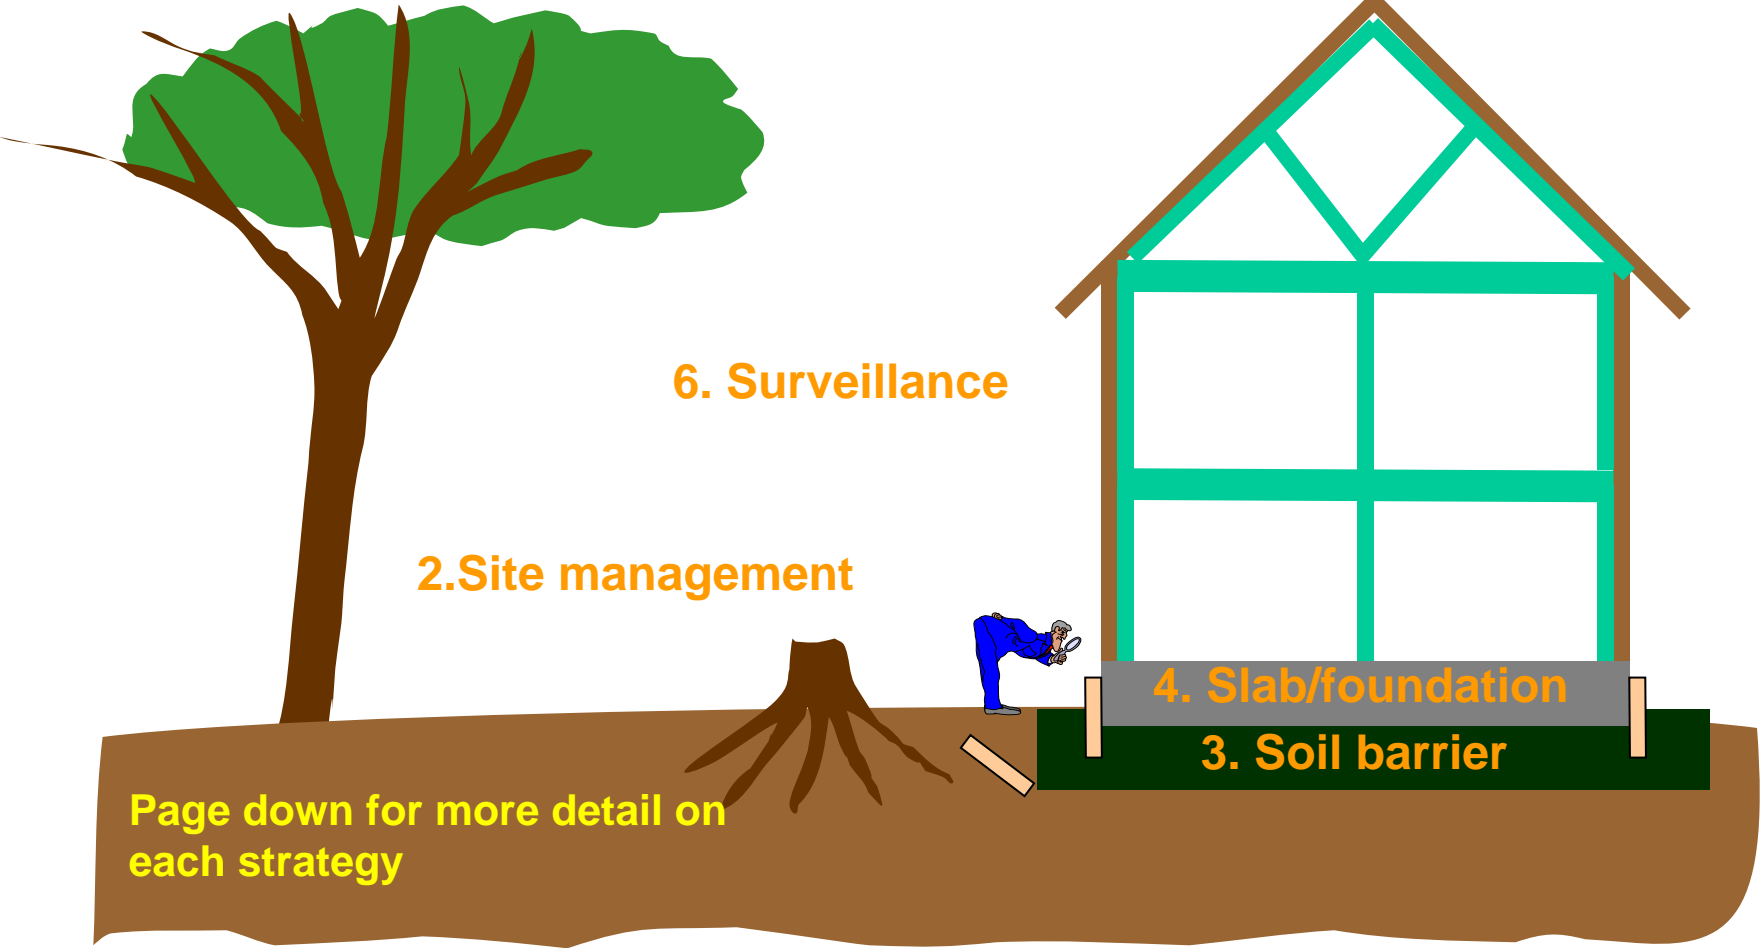 6. Surveillance
2.Site management
4. Slab/foundation
3. Soil barrier
Page down for more detail on
each strategy